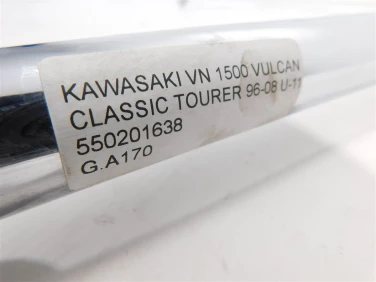 KAWASAKI VN 1500 VULCAN
CLASSIC TOURER 96-08 U-11
550201638
G.A170